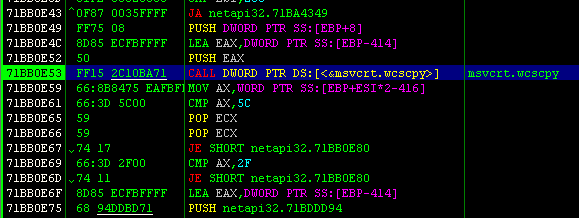 71BB0E43 ^0F87 0035FFFF JA netapi32.71BA4349
71BB0E49 FF75 08 PUSH DWORD PTR SS:[EBP+8]
71BB0E4C 8D85 ECFBFFFF LEA EAX,DWORD PTR SS:[EBP-414]
71BB0E52 50 PUSH EAX
71BB0E53 FF15 2C10BA71 CALL DWORD PTR DS:[<&msvcrt.wcscpy>] msvcrt.wcscpy
71BB0E59 66:8B8475 EAFBF MOV AX,WORD PTR SS:[EBP+ESI*2-416]
71BB0E61 66:3D 5C00 CMP AX,5C
71BB0E65 59 POP ECX
71BB0E66 59 POP ECX
71BB0E67 74 17 JE SHORT netapi32.71BB0E80
71BB0E69 66:3D 2F00 CMP AX,2F
71BB0E6D 74 11 JE SHORT netapi32.71BB0E80
71BB0E6F 8D85 ECFBFFFF LEA EAX,DWORD PTR SS:[EBP-414]
71BB0E75 68 94DDBD71 PUSH netapi32.71BDDD94